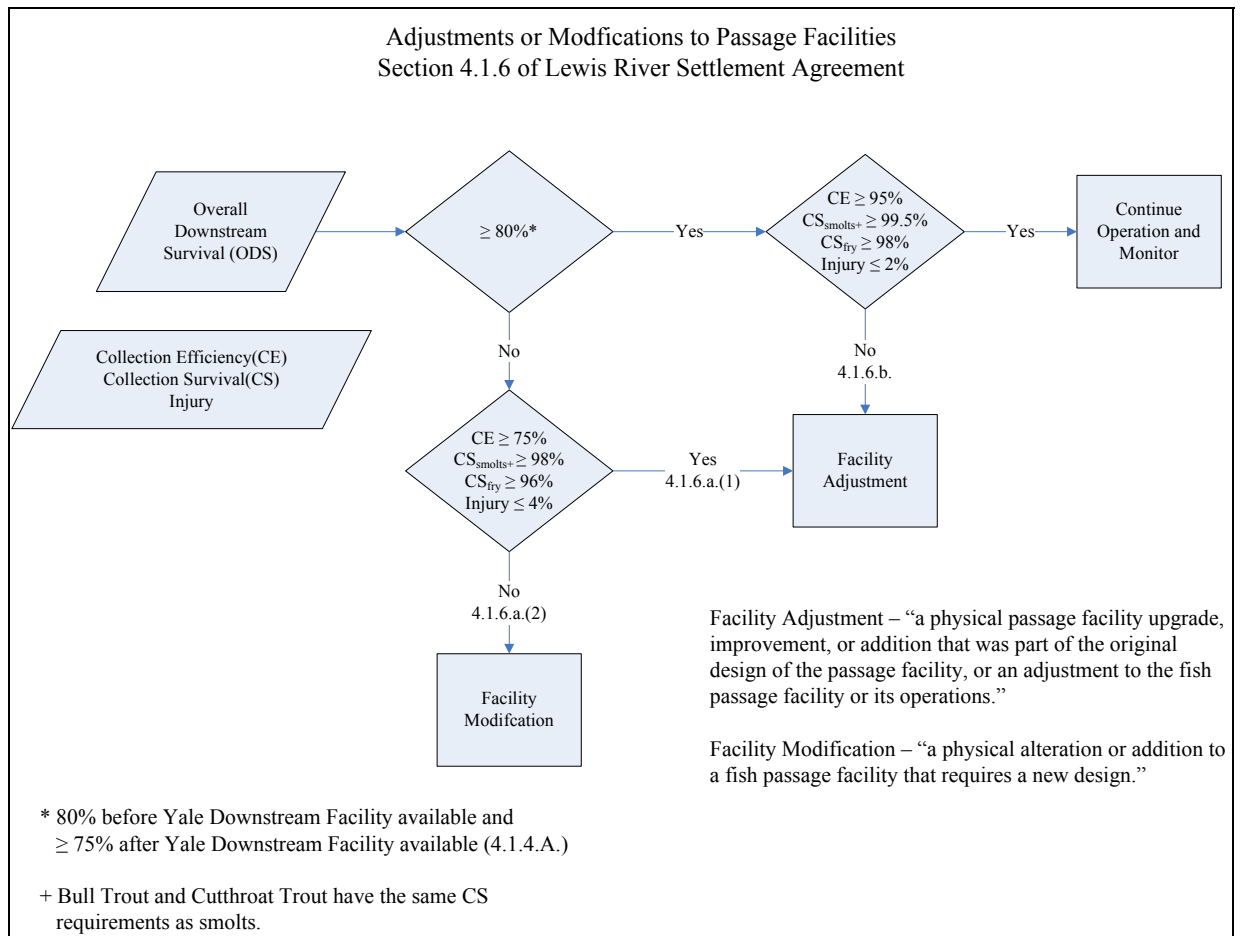 Adjustments or Modfications to Passage Facilities
Section 4.1.6 of Lewis River Settlement Agreement
Overall
Downstream
Survival (ODS)
≥ 80%*
Yes
CE ≥ 95%
CSsmolts+ ≥ 99.5%
CSfry ≥ 98%
Injury ≤ 2%
Yes
Continue
Operation and
Monitor
Collection Efficiency(CE)
Collection Survival(CS)
Injury
No
No
4.1.6.b.
CE ≥ 75%
CSsmolts+ ≥ 98%
CSfry ≥ 96%
Injury ≤ 4%
Yes
4.1.6.a.(1)
Facility
Adjustment
No
4.1.6.a.(2)
Facility
Modifcation
Facility Adjustment – “a physical passage facility upgrade,
improvement, or addition that was part of the original
design of the passage facility, or an adjustment to the fish
passage facility or its operations.”
Facility Modification – “a physical alteration or addition to
a fish passage facility that requires a new design.”
* 80% before Yale Downstream Facility available and
≥ 75% after Yale Downstream Facility available (4.1.4.A.)
+ Bull Trout and Cutthroat Trout have the same CS
requirements as smolts.